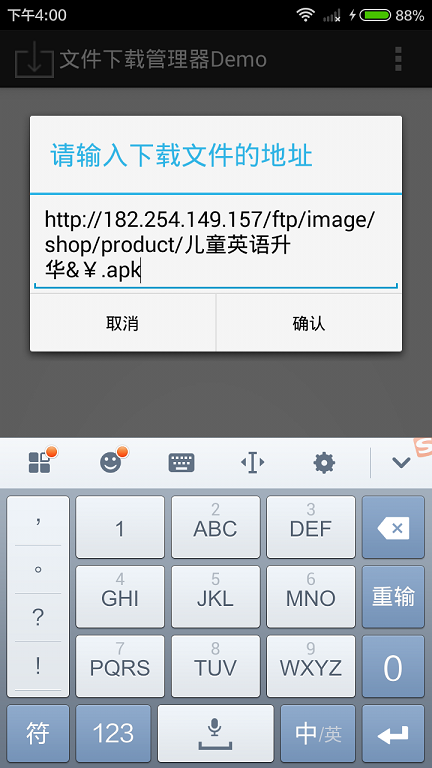 下午4:00
88%
文件下载管理器Demo
请输入下载文件的地址
http://182.254.149.157/ftp/image/
shop/product/儿童英语升
华&￥.apk
取消 确认
， 1 2 ABC 3 DEF
。 4 GHI 5 JKL 6 MNO 重输
？ 7 PQRS 8 TUV 9 WXYZ 0
！
符 123 中/英